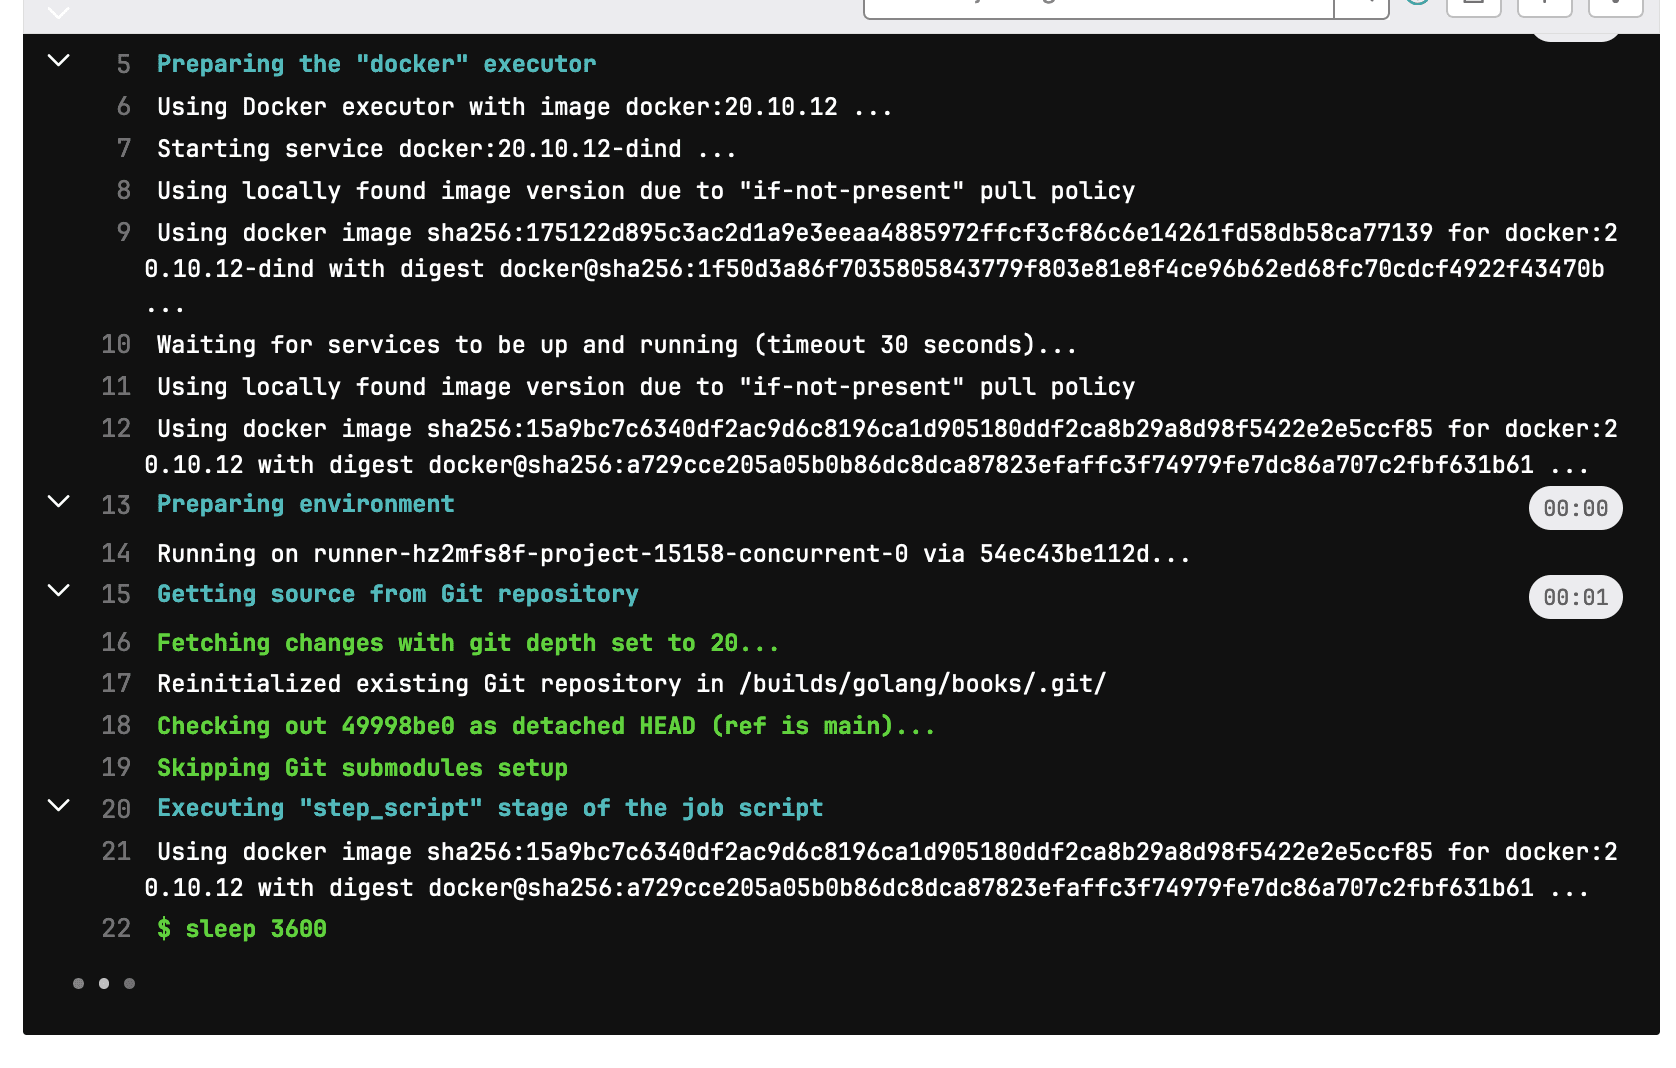 5 Preparing the "docker" executor
6 Using Docker executor with image docker:20.10.12 ...
7 Starting service docker:20.10.12-dind ...
8 Using locally found image version due to "if-not-present" pull policy
9 Using docker image sha256:175122d895c3ac2d1a9e3eeaa4885972ffcf3cf86c6e14261fd58db58ca77139 for docker:2
0.10.12-dind with digest docker@sha256:1f50d3a86f7035805843779f803e81e8f4ce96b62ed68fc70cdcf4922f43470b
...
10 Waiting for services to be up and running (timeout 30 seconds)...
11 Using locally found image version due to "if-not-present" pull policy
12 Using docker image sha256:15a9bc7c6340df2ac9d6c8196ca1d905180ddf2ca8b29a8d98f5422e2e5ccf85 for docker:2
0.10.12 with digest docker@sha256:a729cce205a05b0b86dc8dca87823efaffc3f74979fe7dc86a707c2fbf631b61 ...
13 Preparing environment 00:00
14 Running on runner-hz2mfs8f-project-15158-concurrent-0 via 54ec43be112d...
15 Getting source from Git repository 00:01
16 Fetching changes with git depth set to 20...
17 Reinitialized existing Git repository in /builds/golang/books/.git/
18 Checking out 49998be0 as detached HEAD (ref is main)...
19 Skipping Git submodules setup
20 Executing "step_script" stage of the job script
21 Using docker image sha256:15a9bc7c6340df2ac9d6c8196ca1d905180ddf2ca8b29a8d98f5422e2e5ccf85 for docker:2
0.10.12 with digest docker@sha256:a729cce205a05b0b86dc8dca87823efaffc3f74979fe7dc86a707c2fbf631b61 ...
22 $ sleep 3600